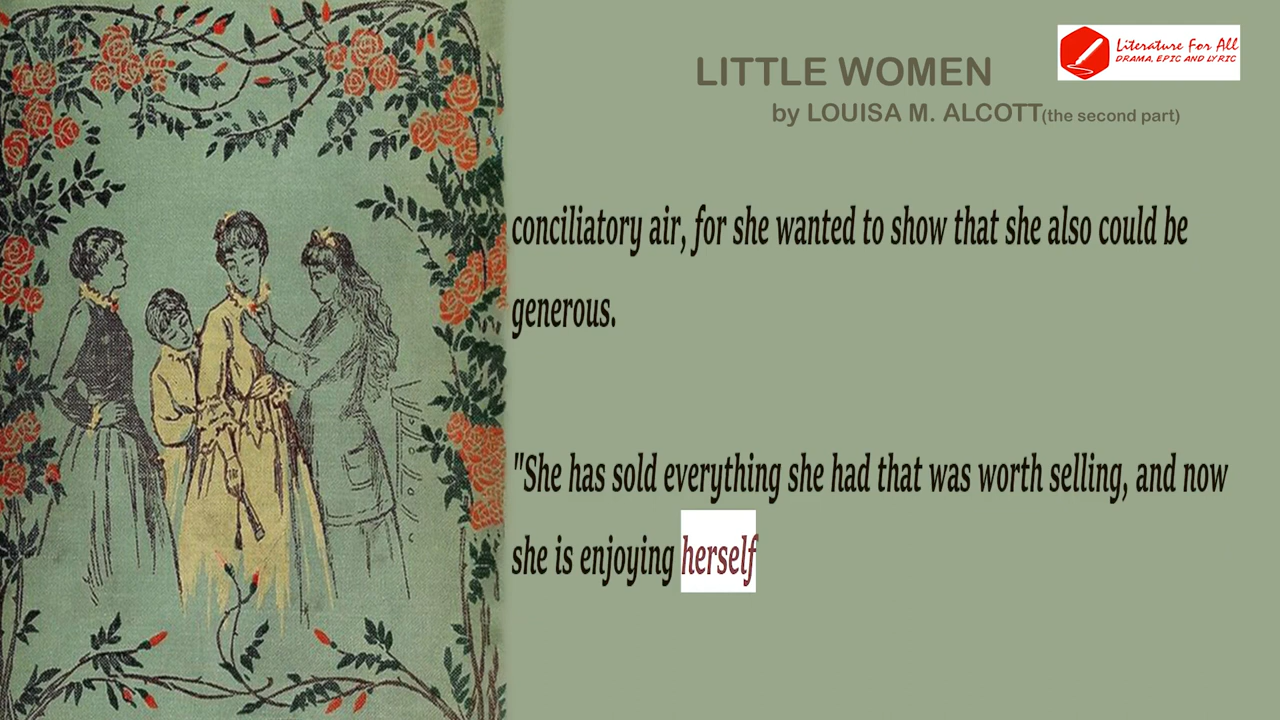 LITTLE WOMEN
by LOUISA M. ALCOTT(the second part)
Literature For All
DRAMA, EPIC AND LYRIC
conciliatory air, for she wanted to show that she also could be
generous.
"She has sold everything she had that was worth selling, and now
she is enjoying herself